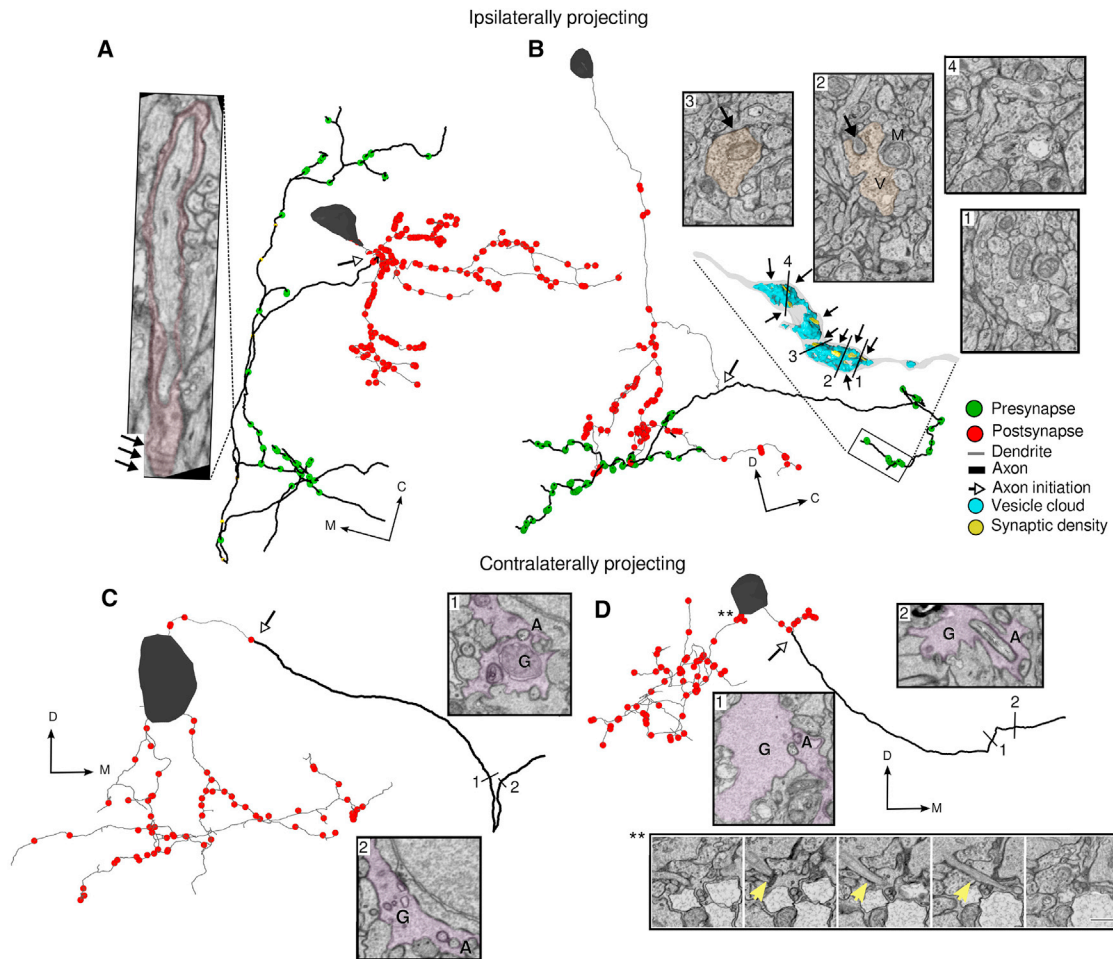 Ipsilaterally projecting
A
B
3
2
M
V
4
1
4
3
2
1
C
M
D
C
Presynapse
Postsynapse
Dendrite
Axon
Axon initiation
Vesicle cloud
Synaptic density
Contralaterally projecting
C
1
A
G
D
M
1
2
2
G
A
D
**
2
G
A
1
G
A
2
1
D
M
**